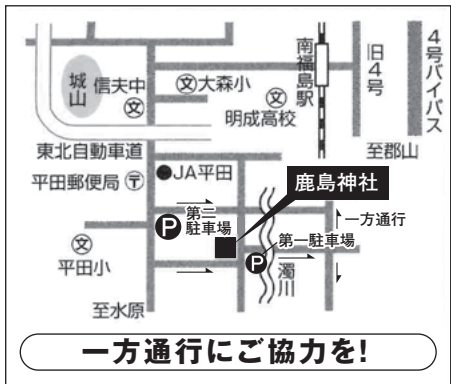 城山
信夫中
文
文大森小
文
明成高校
南福島駅
旧4号
4号バイパス
東北自動車道
至郡山
平田郵便局〒
JA平田
鹿島神社
第二
駐車場
P
一方通行
第一駐車場
P
文
平田小
濁川
至水原
一方通行にご協力を!